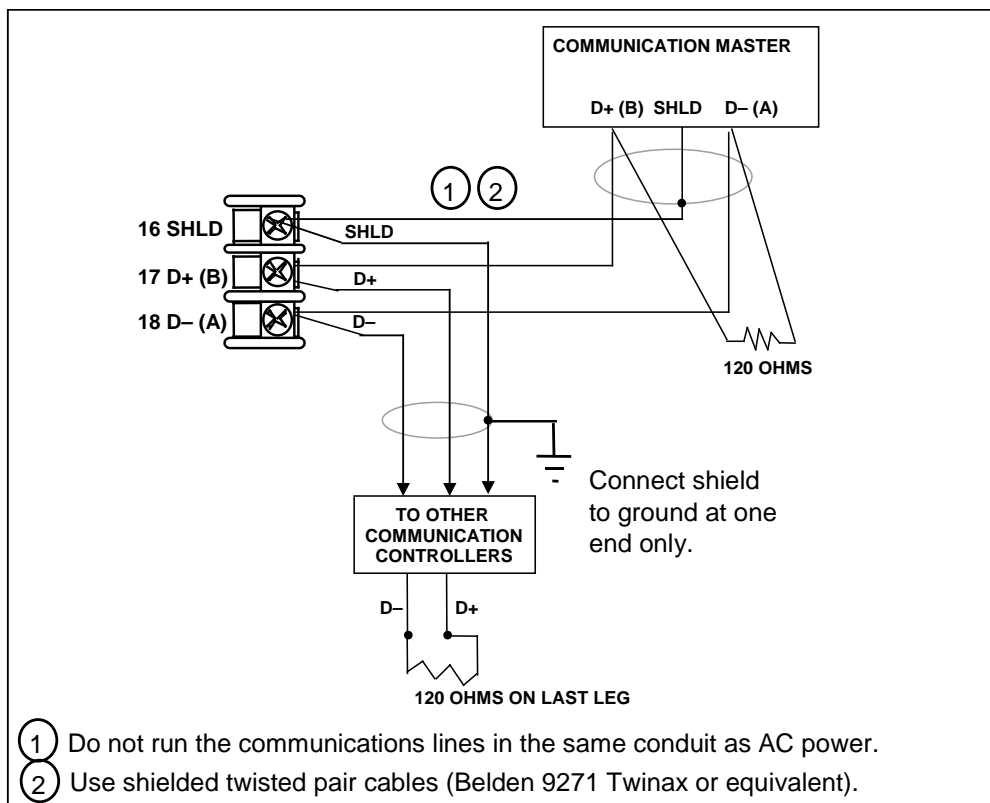 COMMUNICATION MASTER
D+ (B) SHLD D– (A)
1 2
16 SHLD
SHLD
17 D+ (B)
D+
18 D– (A)
D–
120 OHMS
Connect shield
to ground at one
end only.
TO OTHER
COMMUNICATION
CONTROLLERS
D– D+
120 OHMS ON LAST LEG
1 Do not run the communications lines in the same conduit as AC power.
2 Use shielded twisted pair cables (Belden 9271 Twinax or equivalent).